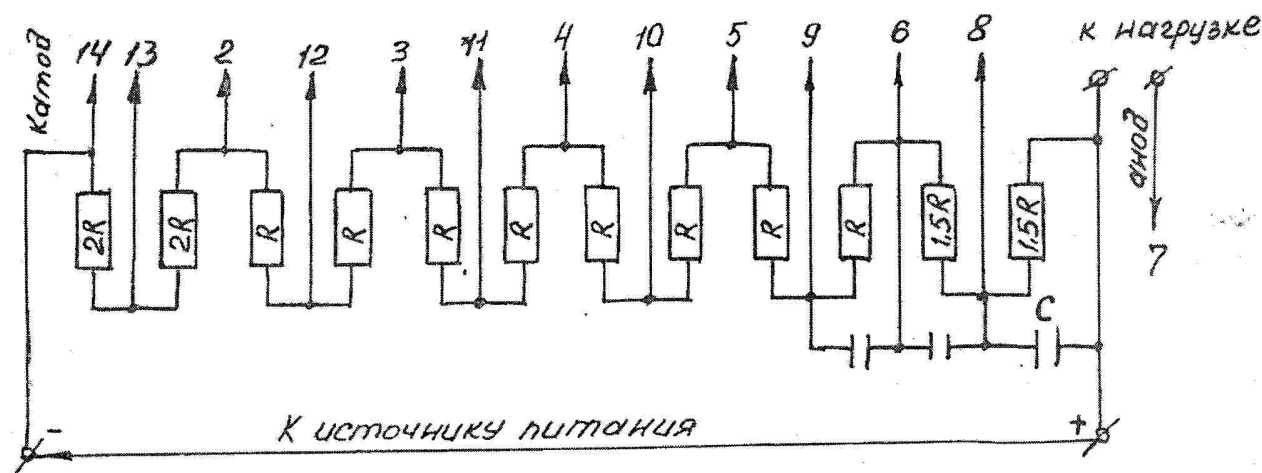 Катод 14 13 2 12 3 11 4 10 5 9 6 8 к нагрузке
анод
2R 2R R R R R R R R R 1,5R 1,5R
7
C
- К источнику питания +